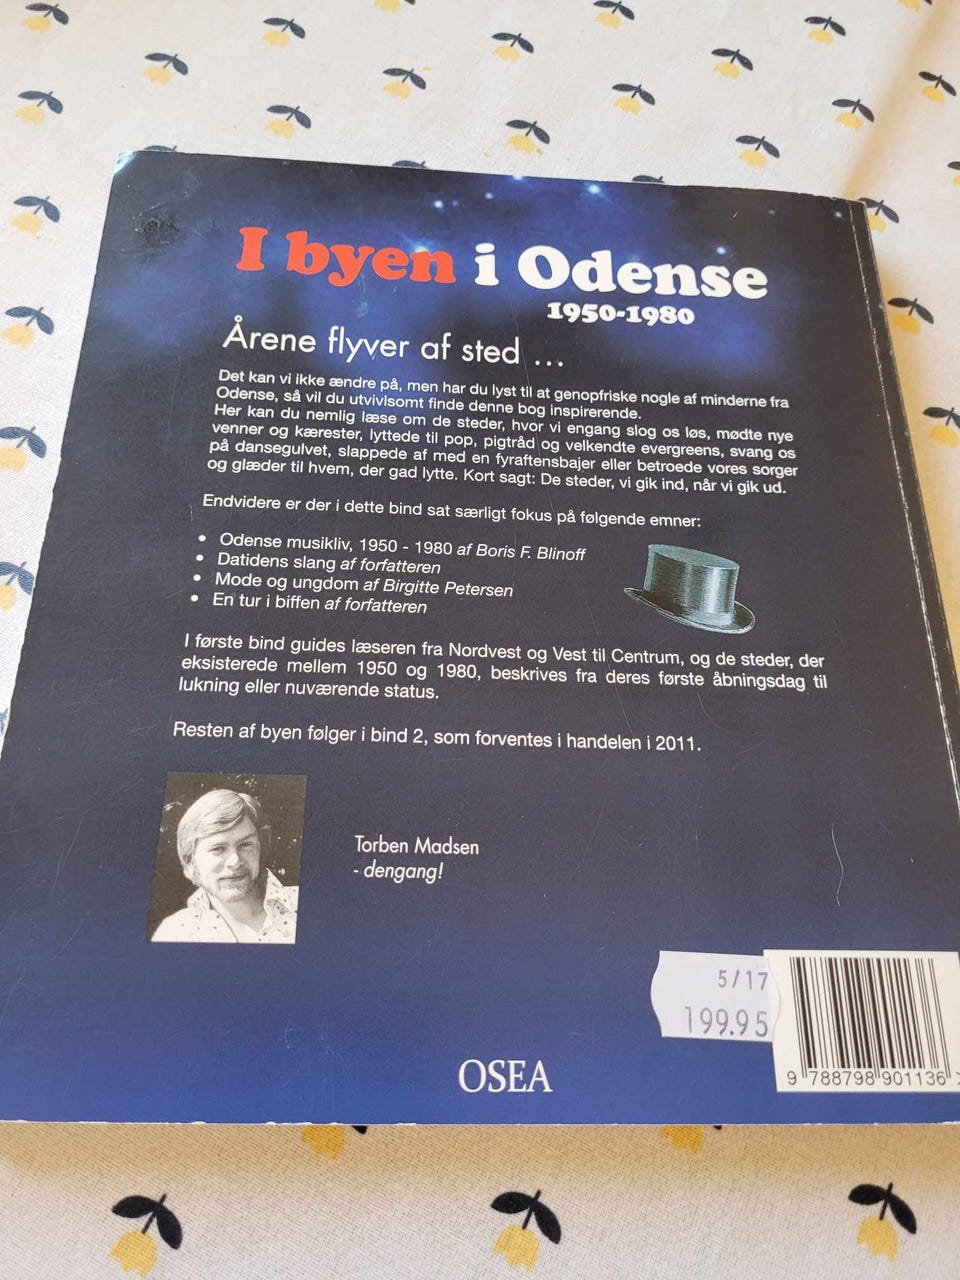 I byen i Odense
1950-1980
Årene flyver af sted ...
Det kan vi ikke ændre på, men har du lyst til at genopfriske nogle af minderne fra
Odense, så vil du utvivlsomt finde denne bog inspirerende.
Her kan du nemlig læse om de steder, hvor vi engang slog os løs, mødte nye
venner og kærester, lyttede til pop, pigtråd og velkendte evergreens, svang os
på dansegulvet, slappede af med en fyraftensbajer eller betroede vores sorger
og glæder til hvem, der gad lytte. Kort sagt: De steder, vi gik ind, når vi gik ud.
Endvidere er der i dette bind sat særligt fokus på følgende emner:
• Odense musikliv, 1950 - 1980 af Boris F. Blinoff
• Datidens slang af forfatteren
• Mode og ungdom af Birgitte Petersen
• En tur i biffen af forfatteren
I første bind guides læseren fra Nordvest og Vest til Centrum, og de steder, der
eksisterede mellem 1950 og 1980, beskrives fra deres første åbningsdag til
lukning eller nuværende status.
Resten af byen følger i bind 2, som forventes i handelen i 2011.
Torben Madsen
- dengang!
5/17
199.95
9 788798 901136 >
OSEA